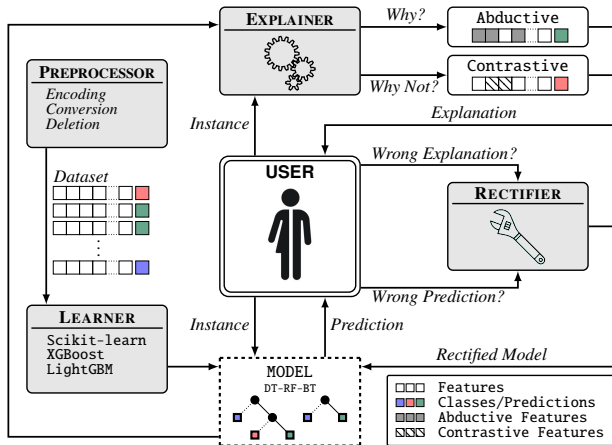 EXPLAINER
Why?
Abductive
Contrastive
Why Not?
PREPROCESSOR
Encoding
Conversion
Deletion
Instance
Explanation
USER
Wrong Explanation?
Dataset
RECTIFIER
Wrong Prediction?
LEARNER
Scikit-learn
XGBoost
LightGBM
Instance
Prediction
Rectified Model
MODEL
DT-RF-BT
Features
Classes/Predictions
Abductive Features
Contrastive Features